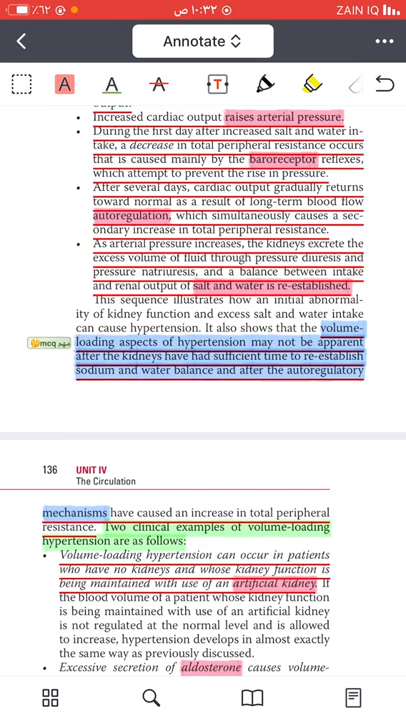 ٪٦٢ ١٠:٣٢ ص ZAIN IQ
Annotate
A A A T
output.
• Increased cardiac output raises arterial pressure.
• During the first day after increased salt and water in-
take, a decrease in total peripheral resistance occurs
that is caused mainly by the baroreceptor reflexes,
which attempt to prevent the rise in pressure.
• After several days, cardiac output gradually returns
toward normal as a result of long-term blood flow
autoregulation, which simultaneously causes a sec-
ondary increase in total peripheral resistance.
• As arterial pressure increases, the kidneys excrete the
excess volume of fluid through pressure diuresis and
pressure natriuresis, and a balance between intake
and renal output of salt and water is re-established.
This sequence illustrates how an initial abnormal-
ity of kidney function and excess salt and water intake
can cause hypertension. It also shows that the volume-
مهم mcq🤔
loading aspects of hypertension may not be apparent
after the kidneys have had sufficient time to re-establish
sodium and water balance and after the autoregulatory
136 UNIT IV
The Circulation
mechanisms have caused an increase in total peripheral
resistance. Two clinical examples of volume-loading
hypertension are as follows:
• Volume-loading hypertension can occur in patients
who have no kidneys and whose kidney function is
being maintained with use of an artificial kidney. If
the blood volume of a patient whose kidney function
is being maintained with use of an artificial kidney
is not regulated at the normal level and is allowed
to increase, hypertension develops in almost exactly
the same way as previously discussed.
• Excessive secretion of aldosterone causes volume-